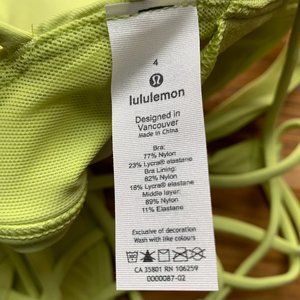 4
lululemon
Designed in
Vancouver
Made in China
Bra:
77% Nylon
23% Lycra® elastane
Bra Lining:
82% Nylon
18% Lycra® elastane
Middle layer:
89% Nylon
11% Elastane
Exclusive of decoration
Wash with like colours
CA 35801 RN 106259
0000087-02